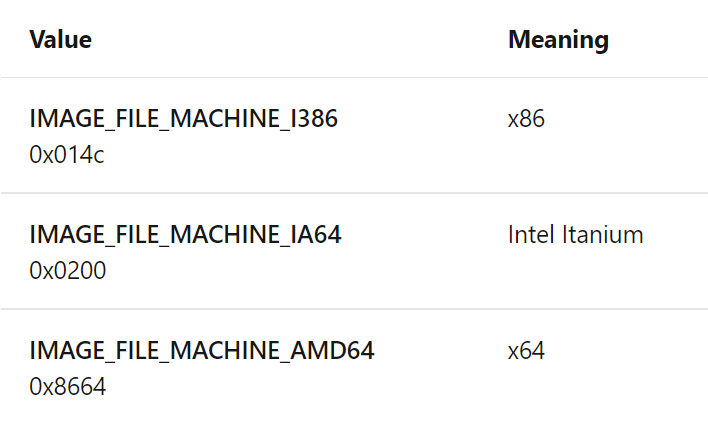 Value Meaning
IMAGE_FILE_MACHINE_I386 x86
0x014c
IMAGE_FILE_MACHINE_IA64 Intel Itanium
0x0200
IMAGE_FILE_MACHINE_AMD64 x64
0x8664